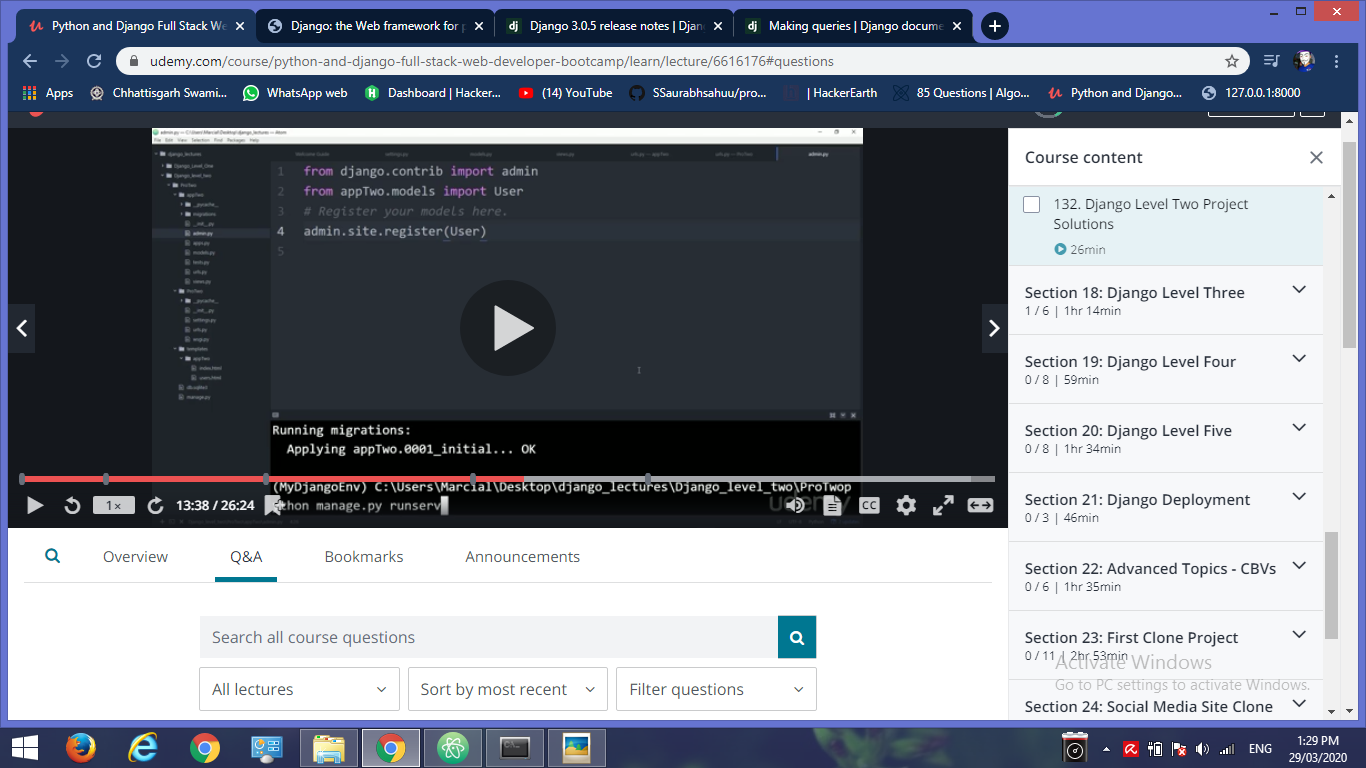 Python and Django Full Stack We
Django: the Web framework for p
Django 3.0.5 release notes | Djan
Making queries | Django docume
udemy.com/course/python-and-django-full-stack-web-developer-bootcamp/learn/lecture/6616176#questions
Apps
Chhattisgarh Swami...
WhatsApp web
Dashboard | Hacker...
(14) YouTube
SSaurabhsahuu/pro...
| HackerEarth
85 Questions | Algo...
Python and Django...
127.0.0.1:8000
admin.py
1 from django.contrib import admin
2 from appTwo.models import User
3 # Register your models here.
4 admin.site.register(User)
5
Running migrations:
Applying appTwo.0001_initial... OK
(MyDjangoEnv) C:\Users\Marcial\Desktop\django_lectures\Django_level_two\ProTwop
ython manage.py runserv
1×
13:38 / 26:24
CC
udemy
Overview
Q&A
Bookmarks
Announcements
Search all course questions
All lectures
Sort by most recent
Filter questions
Course content
132. Django Level Two Project
Solutions
26min
Section 18: Django Level Three
1 / 6 | 1hr 14min
Section 19: Django Level Four
0 / 8 | 59min
Section 20: Django Level Five
0 / 8 | 1hr 34min
Section 21: Django Deployment
0 / 3 | 46min
Section 22: Advanced Topics - CBVs
0 / 6 | 1hr 35min
Section 23: First Clone Project
0 / 11 | 2hr 53min
Activate Windows
Go to PC settings to activate Windows.
Section 24: Social Media Site Clone
ENG
1:29 PM
29/03/2020